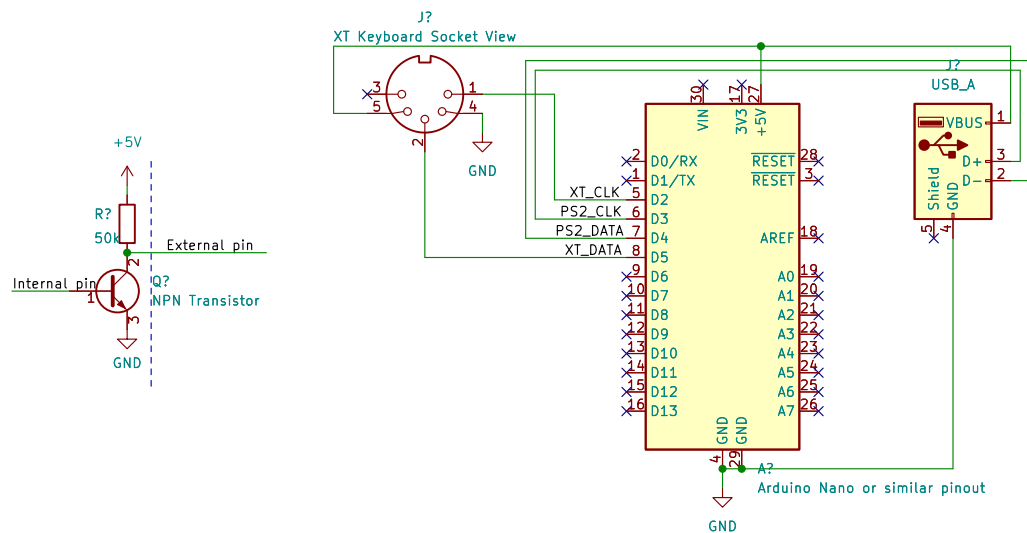 J?
XT Keyboard Socket View
3
5
1
4
2
GND
+5V
R?
50k
External pin
2
Internal pin
1
Q?
NPN Transistor
3
GND
30
17
27
VIN
3V3
+5V
2 D0/RX
1 D1/TX
XT_CLK 5 D2
PS2_CLK 6 D3
PS2_DATA 7 D4
XT_DATA 8 D5
9 D6
10 D7
11 D8
12 D9
13 D10
14 D11
15 D12
16 D13
RESET 28
RESET 3
AREF 18
A0 19
A1 20
A2 21
A3 22
A4 23
A5 24
A6 25
A7 26
GND
GND
4
29
A?
Arduino Nano or similar pinout
GND
J?
USB_A
VBUS 1
D+ 3
D- 2
Shield
GND
5
4